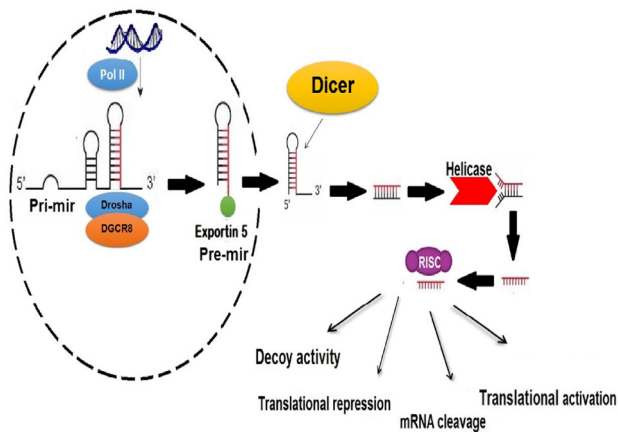 Pol II
Dicer
Helicase
5'
3'
Pri-mir
Drosha
DGCR8
Exportin 5
Pre-mir
5'
3'
RISC
Decoy activity
Translational repression
mRNA cleavage
Translational activation